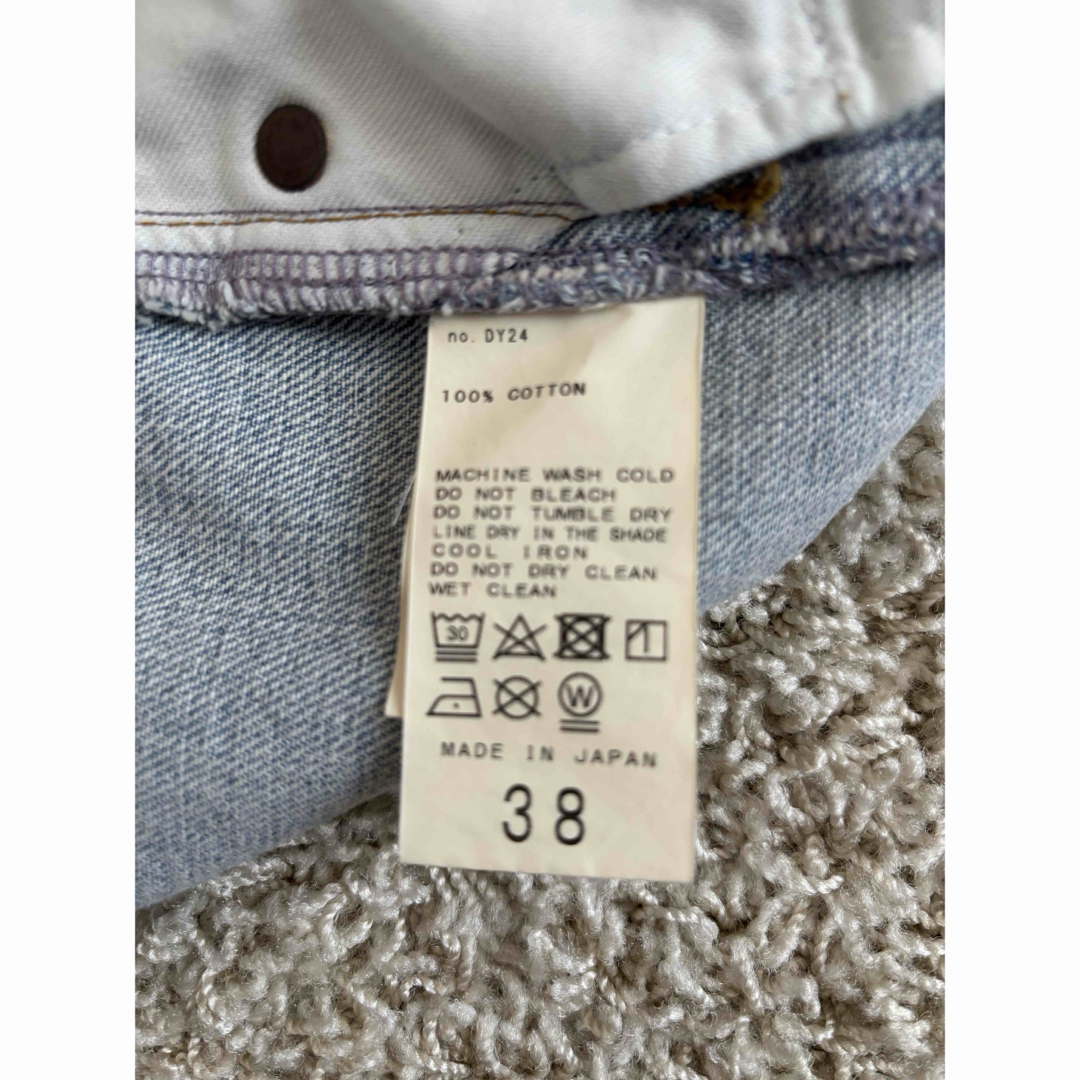 no. DY24
100% COTTON
MACHINE WASH COLD
DO NOT BLEACH
DO NOT TUMBLE DRY
LINE DRY IN THE SHADE
COOL IRON
DO NOT DRY CLEAN
WET CLEAN
30
W
MADE IN JAPAN
38